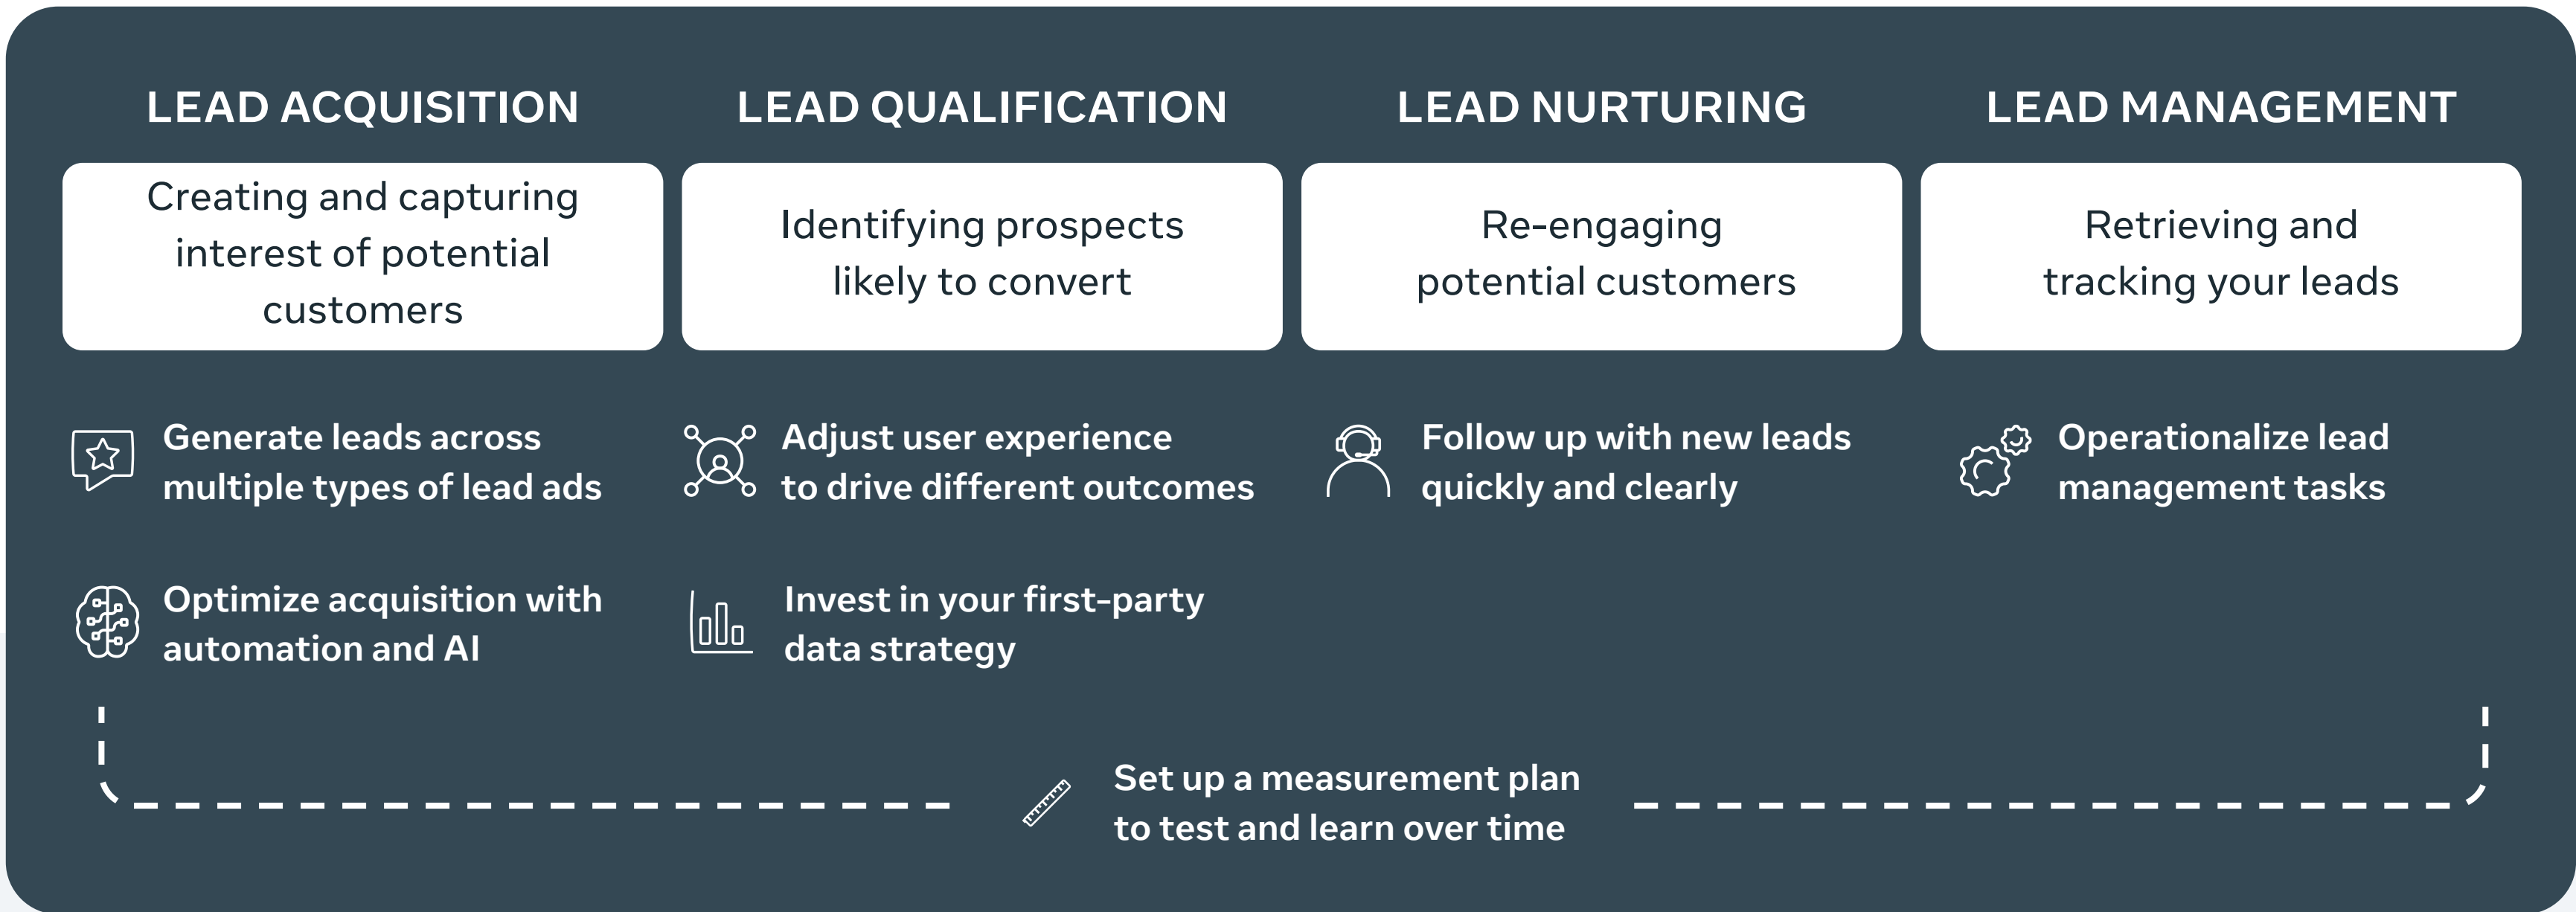 LEAD ACQUISITION
Creating and capturing
interest of potential
customers
Generate leads across
multiple types of lead ads
Optimize acquisition with
automation and AI
LEAD QUALIFICATION
Identifying prospects
likely to convert
Adjust user experience
to drive different outcomes
Invest in your first-party
data strategy
LEAD NURTURING
Re-engaging
potential customers
Follow up with new leads
quickly and clearly
LEAD MANAGEMENT
Retrieving and
tracking your leads
Operationalize lead
management tasks
Set up a measurement plan
to test and learn over time